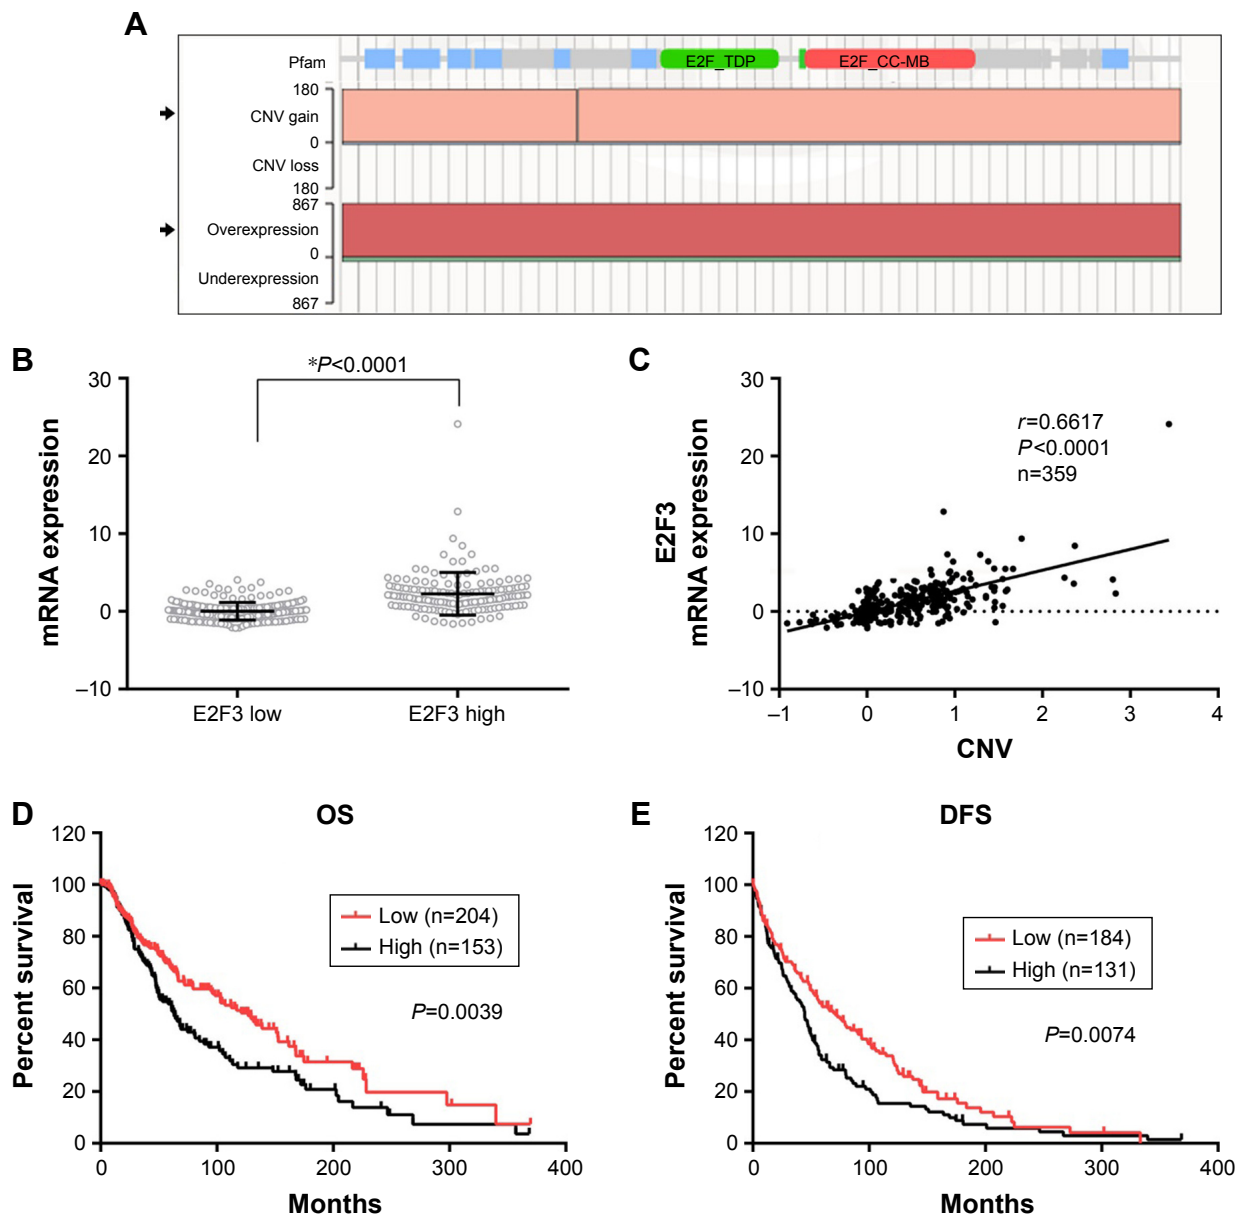 A
Pfam
E2F_TDP
E2F_CC-MB
180
CNV gain
0
CNV loss
180
867
Overexpression
0
Underexpression
867
B
*P<0.0001
30
20
10
0
–10
mRNA expression
E2F3 low
E2F3 high
C
r=0.6617
P<0.0001
n=359
30
20
10
0
–10
E2F3
mRNA expression
–1
0
1
2
3
4
CNV
D
OS
120
100
80
60
40
20
0
Percent survival
Low (n=204)
High (n=153)
P=0.0039
0
100
200
300
400
Months
E
DFS
120
100
80
60
40
20
0
Percent survival
Low (n=184)
High (n=131)
P=0.0074
0
100
200
300
400
Months